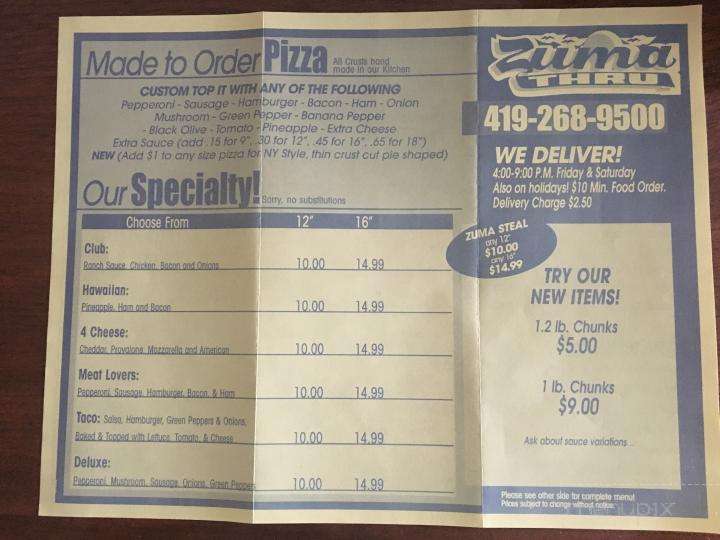 Made to Order Pizza All Crusts hand
made in our Kitchen
CUSTOM TOP IT WITH ANY OF THE FOLLOWING
Pepperoni - Sausage - Hamburger - Bacon - Ham - Onion
Mushroom - Green Pepper - Banana Pepper
- Black Olive - Tomato - Pineapple - Extra Cheese
Extra Sauce (add .15 for 9", .30 for 12", .45 for 16", .65 for 18")
NEW (Add $1 to any size pizza for NY Style, thin crust cut pie shaped)
Our Specialty! Sorry, no substitutions
Choose From 12" 16"
Club:
Ranch Sauce, Chicken, Bacon and Onions 10.00 14.99
Hawaiian:
Pineapple, Ham and Bacon 10.00 14.99
4 Cheese:
Cheddar, Provalone, Mozzarella and American 10.00 14.99
Meat Lovers:
Pepperoni, Sausage, Hamburger, Bacon, & Ham 10.00 14.99
Taco: Salsa, Hamburger, Green Peppers & Onions,
Baked & Topped with Lettuce, Tomato, & Cheese 10.00 14.99
Deluxe:
Pepperoni, Mushroom, Sausage, Onions, Green Peppers 10.00 14.99
Zuma
THRU
419-268-9500
WE DELIVER!
4:00-9:00 P.M. Friday & Saturday
Also on holidays! $10 Min. Food Order.
Delivery Charge $2.50
ZUMA STEAL
any 12"
$10.00
any 16"
$14.99
TRY OUR
NEW ITEMS!
1.2 lb. Chunks
$5.00
1 lb. Chunks
$9.00
Ask about sauce variations...
Please see other side for complete menu!
Prices subject to change without notice.
menupix